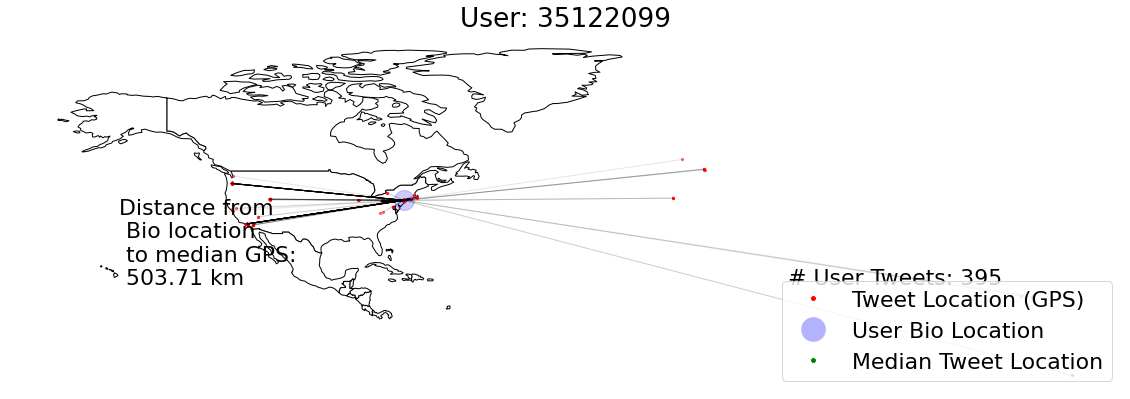 User: 35122099
Distance from
Bio location
to median GPS:
503.71 km
# User Tweets: 395
Tweet Location (GPS)
User Bio Location
Median Tweet Location